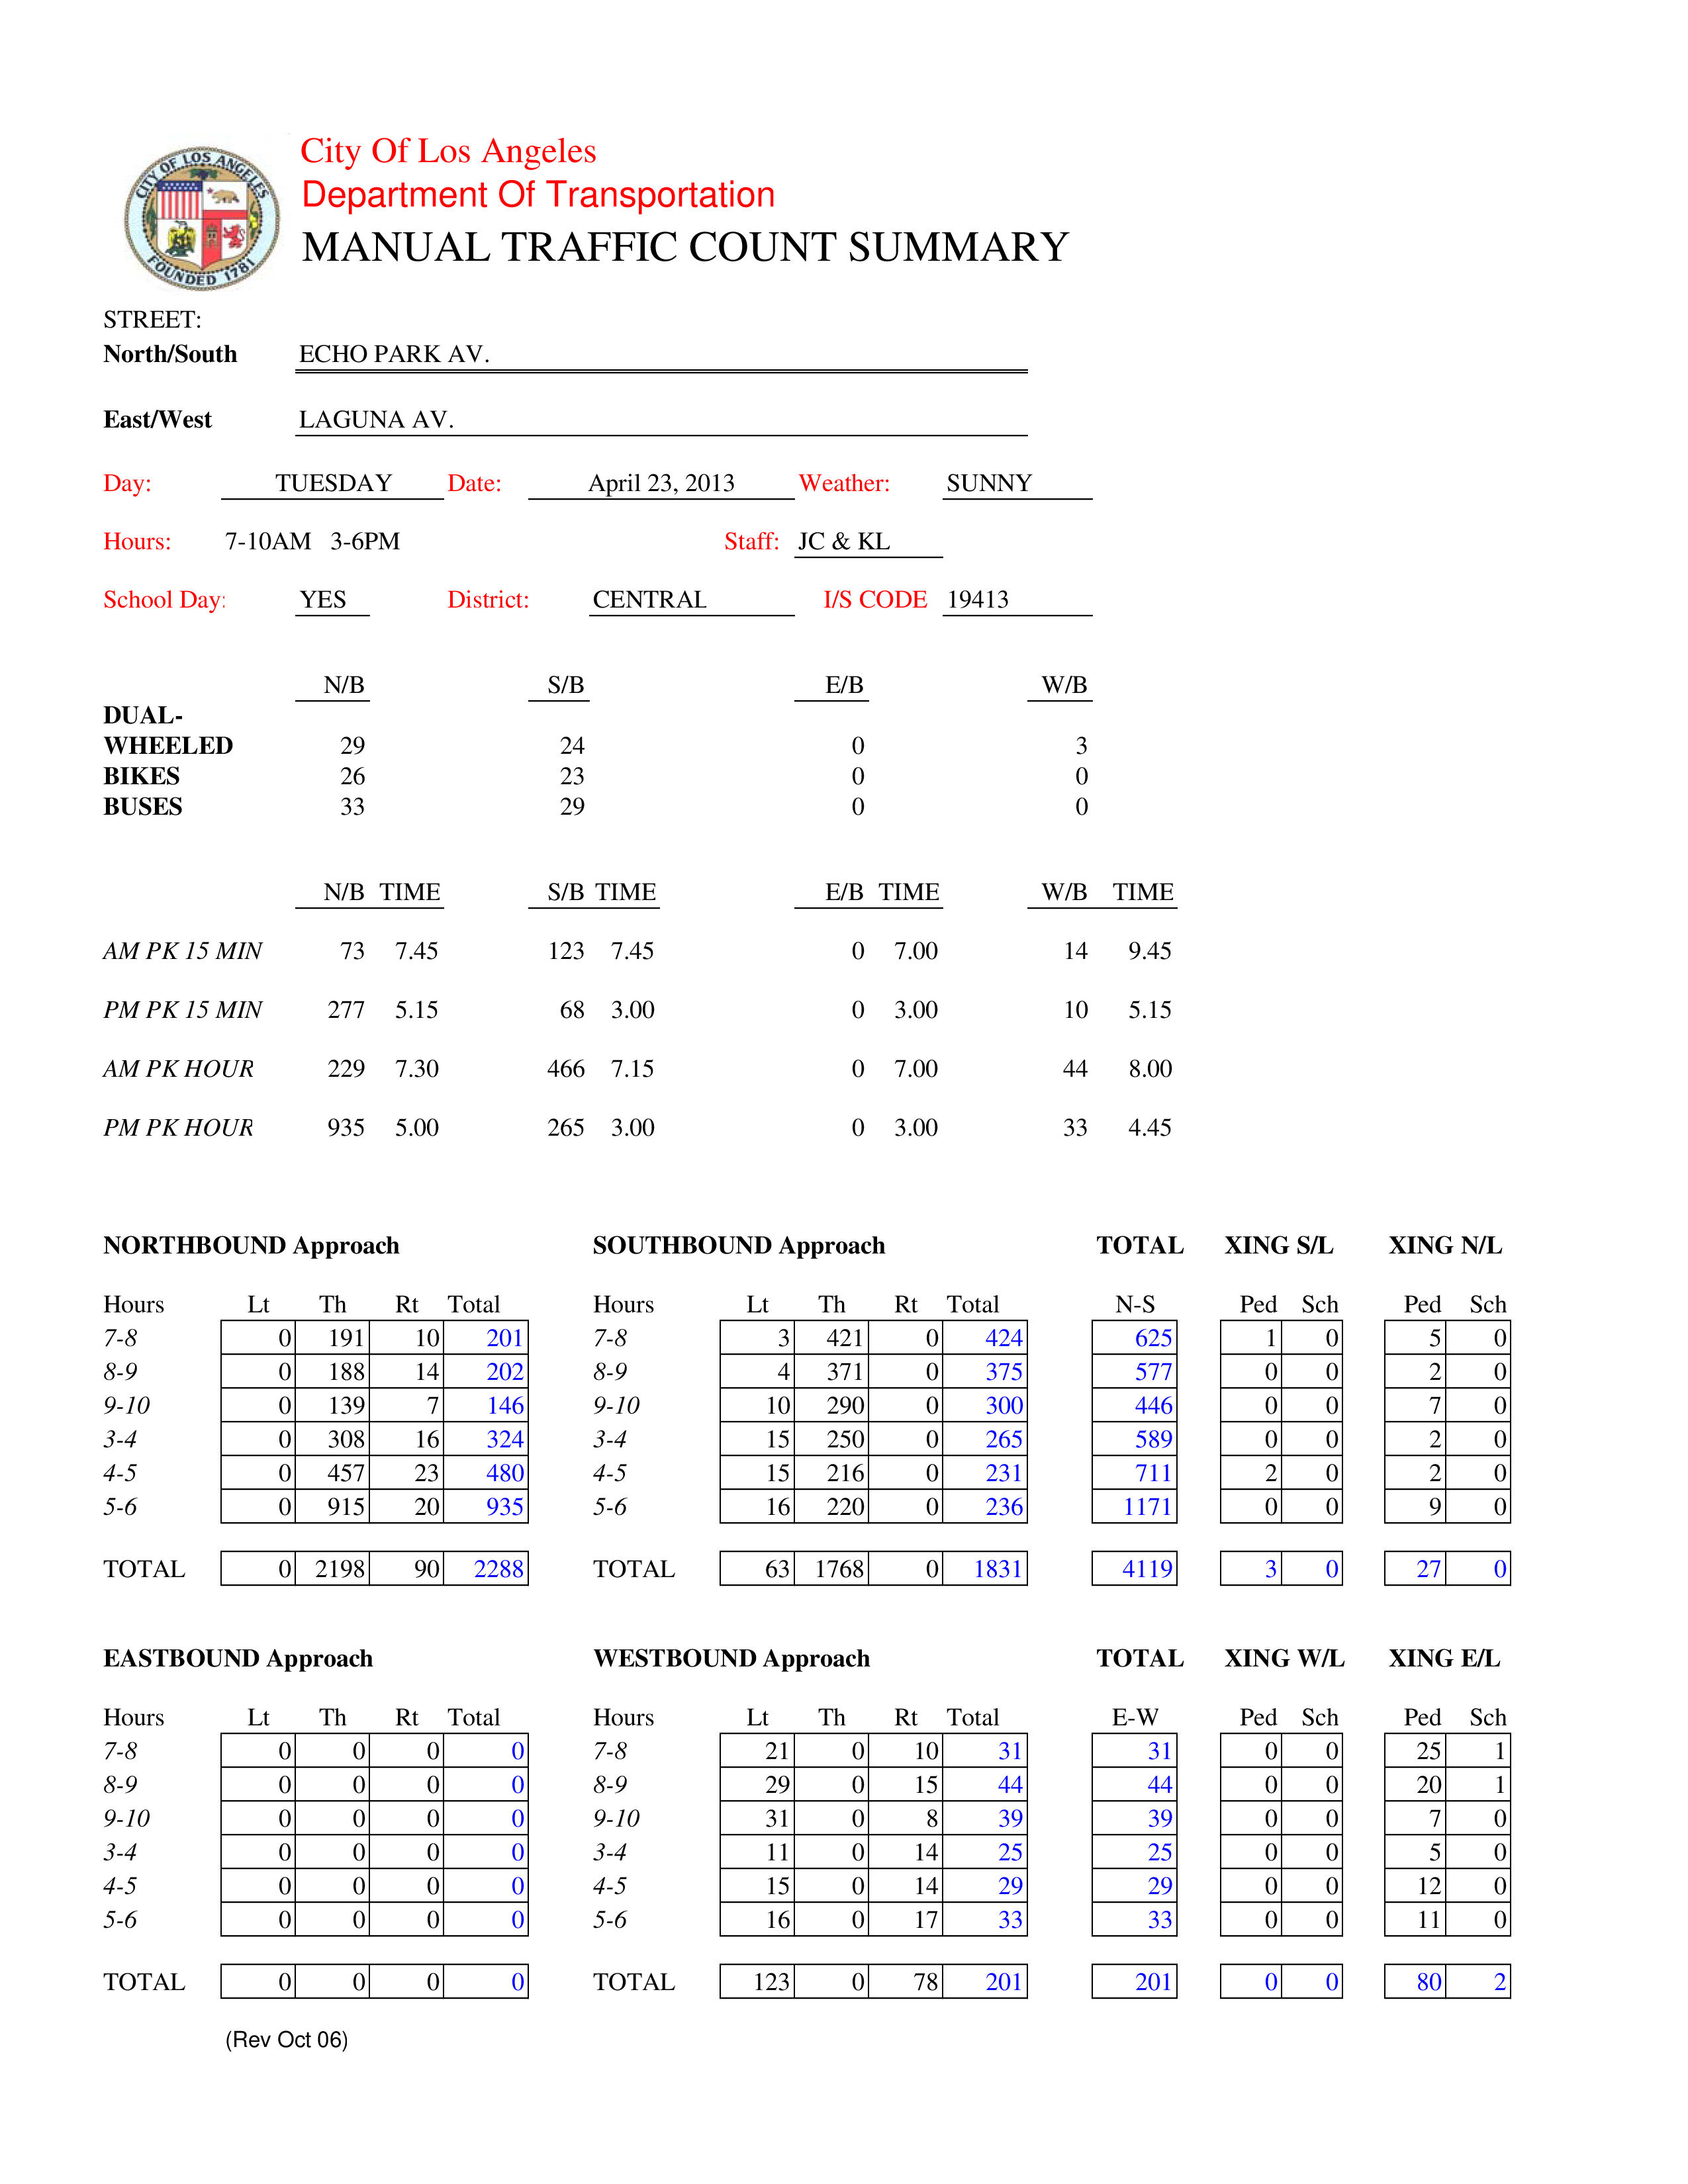 CITY OF LOS ANGELES
FOUNDED 1781
City Of Los Angeles
Department Of Transportation
MANUAL TRAFFIC COUNT SUMMARY
STREET:
North/South ECHO PARK AV.
East/West LAGUNA AV.
Day: TUESDAY Date: April 23, 2013 Weather: SUNNY
Hours: 7-10AM 3-6PM Staff: JC & KL
School Day: YES District: CENTRAL I/S CODE 19413
N/B S/B E/B W/B
DUAL-
WHEELED 29 24 0 3
BIKES 26 23 0 0
BUSES 33 29 0 0
N/B TIME S/B TIME E/B TIME W/B TIME
AM PK 15 MIN 73 7.45 123 7.45 0 7.00 14 9.45
PM PK 15 MIN 277 5.15 68 3.00 0 3.00 10 5.15
AM PK HOUR 229 7.30 466 7.15 0 7.00 44 8.00
PM PK HOUR 935 5.00 265 3.00 0 3.00 33 4.45
NORTHBOUND Approach SOUTHBOUND Approach TOTAL XING S/L XING N/L
Hours Lt Th Rt Total Hours Lt Th Rt Total N-S Ped Sch Ped Sch
7-8 0 191 10 201 7-8 3 421 0 424 625 1 0 5 0
8-9 0 188 14 202 8-9 4 371 0 375 577 0 0 2 0
9-10 0 139 7 146 9-10 10 290 0 300 446 0 0 7 0
3-4 0 308 16 324 3-4 15 250 0 265 589 0 0 2 0
4-5 0 457 23 480 4-5 15 216 0 231 711 2 0 2 0
5-6 0 915 20 935 5-6 16 220 0 236 1171 0 0 9 0
TOTAL 0 2198 90 2288 TOTAL 63 1768 0 1831 4119 3 0 27 0
EASTBOUND Approach WESTBOUND Approach TOTAL XING W/L XING E/L
Hours Lt Th Rt Total Hours Lt Th Rt Total E-W Ped Sch Ped Sch
7-8 0 0 0 0 7-8 21 0 10 31 31 0 0 25 1
8-9 0 0 0 0 8-9 29 0 15 44 44 0 0 20 1
9-10 0 0 0 0 9-10 31 0 8 39 39 0 0 7 0
3-4 0 0 0 0 3-4 11 0 14 25 25 0 0 5 0
4-5 0 0 0 0 4-5 15 0 14 29 29 0 0 12 0
5-6 0 0 0 0 5-6 16 0 17 33 33 0 0 11 0
TOTAL 0 0 0 0 TOTAL 123 0 78 201 201 0 0 80 2
(Rev Oct 06)